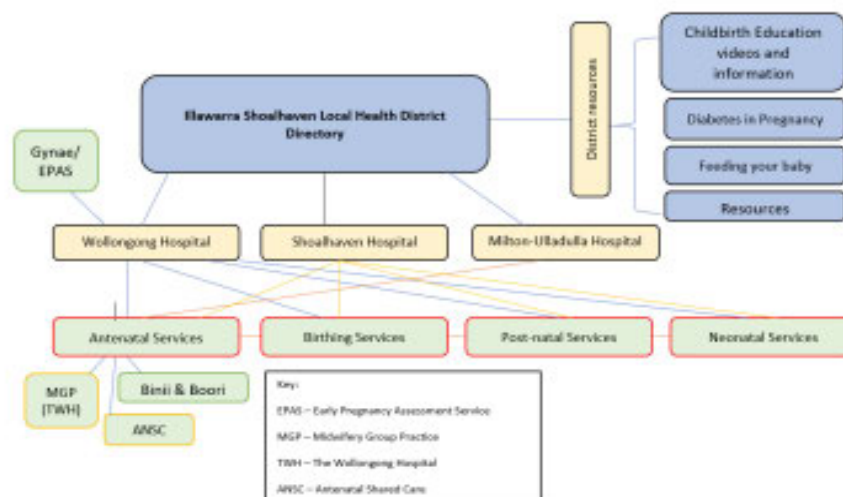 Childbirth Education
videos and
information
Illawarra Shoalhaven Local Health District
Directory
District resources
Diabetes in Pregnancy
Feeding your baby
Resources
Gynae/
EPAS
Wollongong Hospital
Shoalhaven Hospital
Milton-Ulladulla Hospital
Antenatal Services
Birthing Services
Post-natal Services
Neonatal Services
MGP
(TWH)
Binii & Boori
ANSC
Key:
EPAS – Early Pregnancy Assessment Service
MGP – Midwifery Group Practice
TWH – The Wollongong Hospital
ANSC – Antenatal Shared Care